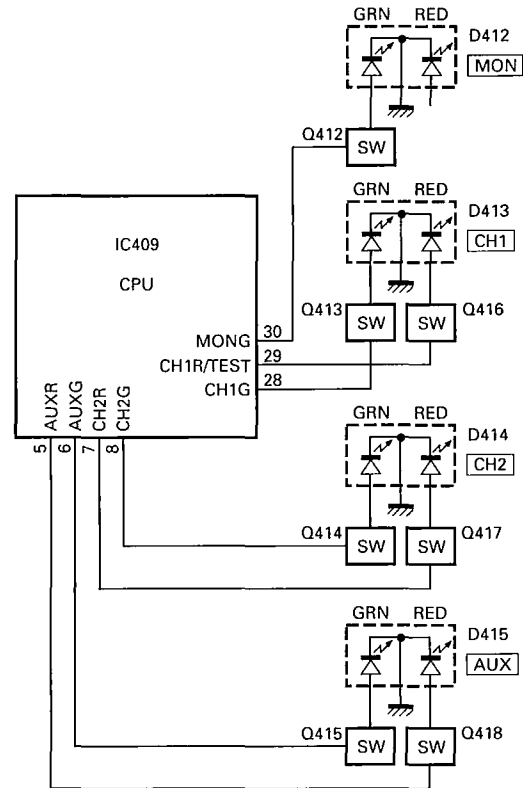 GRN RED
D412
MON
Q412
SW
GRN RED
D413
CH1
IC409
CPU
Q413
SW
SW
Q416
MONG
30
CH1R/TEST
29
CH1G
28
AUXR
AUXG
CH2R
CH2G
5
6
7
8
GRN RED
D414
CH2
Q414
SW
SW
Q417
GRN RED
D415
AUX
Q415
SW
SW
Q418